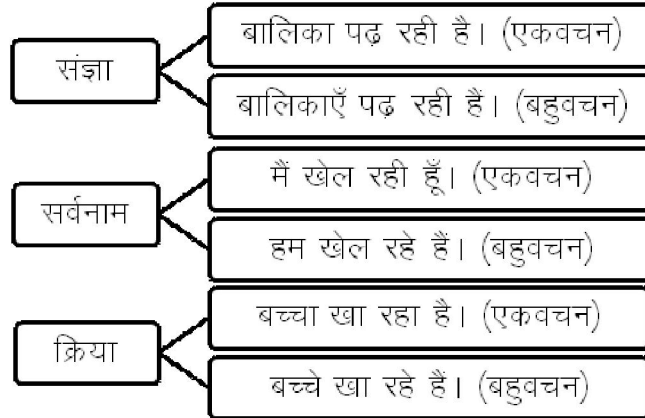 संज्ञा
बालिका पढ़ रही है। (एकवचन)
बालिकाएँ पढ़ रही हैं। (बहुवचन)
सर्वनाम
मैं खेल रही हूँ। (एकवचन)
हम खेल रहे हैं। (बहुवचन)
क्रिया
बच्चा खा रहा है। (एकवचन)
बच्चे खा रहे हैं। (बहुवचन)